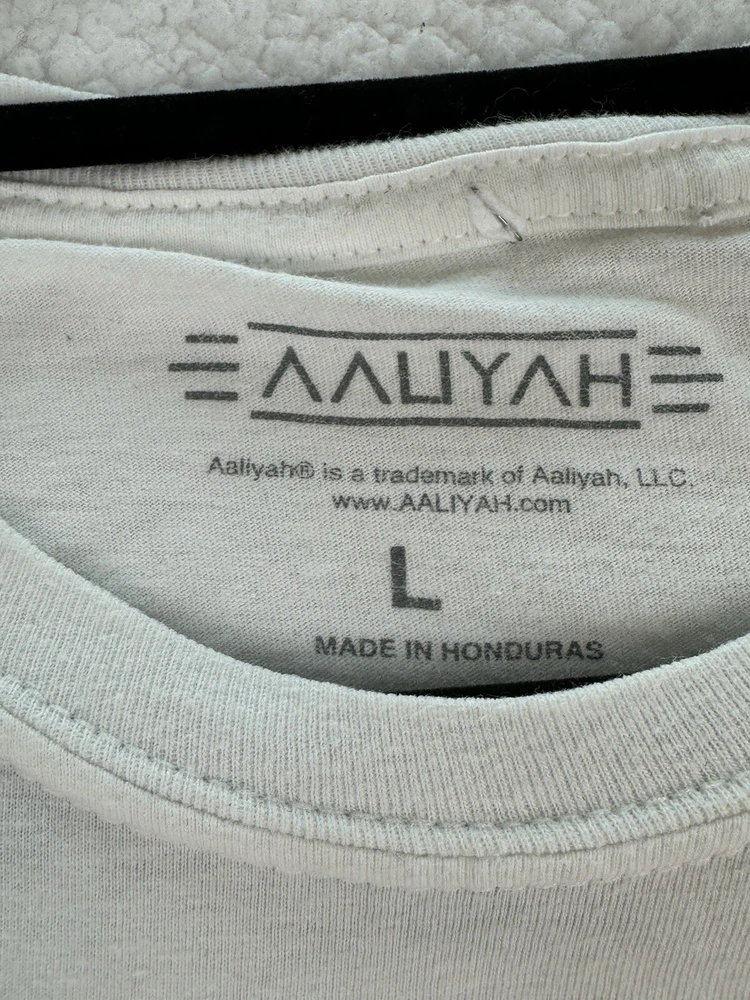 AALIYAH
Aaliyah® is a trademark of Aaliyah, LLC.
www.AALIYAH.com
L
MADE IN HONDURAS